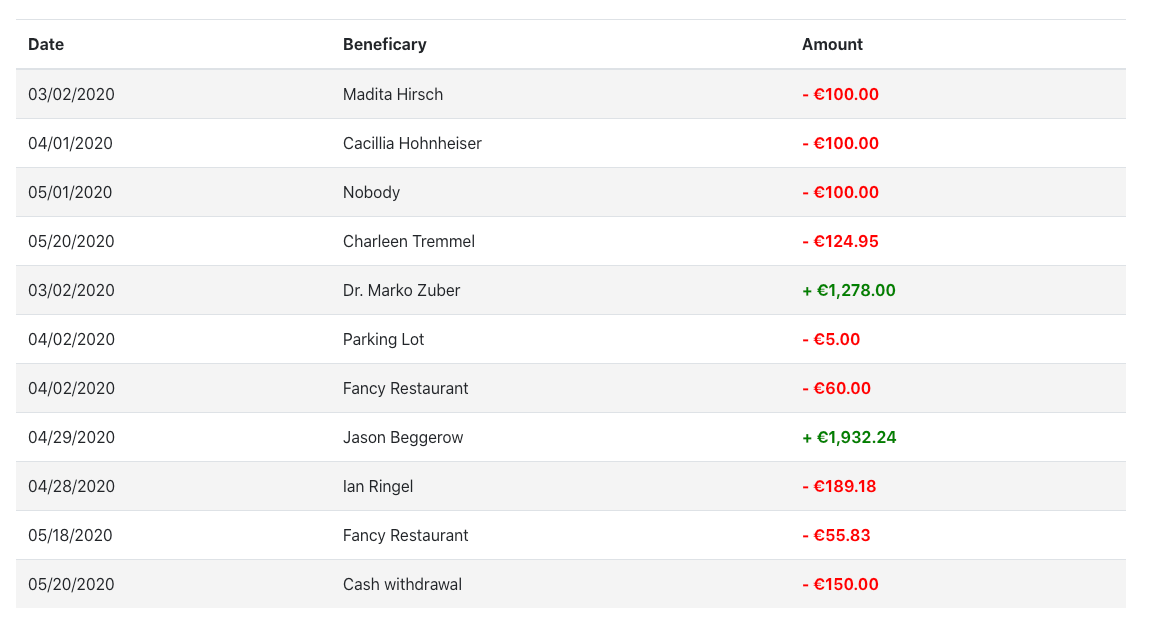 Date Beneficary Amount
03/02/2020 Madita Hirsch - €100.00
04/01/2020 Cacillia Hohnheiser - €100.00
05/01/2020 Nobody - €100.00
05/20/2020 Charleen Tremmel - €124.95
03/02/2020 Dr. Marko Zuber + €1,278.00
04/02/2020 Parking Lot - €5.00
04/02/2020 Fancy Restaurant - €60.00
04/29/2020 Jason Beggerow + €1,932.24
04/28/2020 Ian Ringel - €189.18
05/18/2020 Fancy Restaurant - €55.83
05/20/2020 Cash withdrawal - €150.00